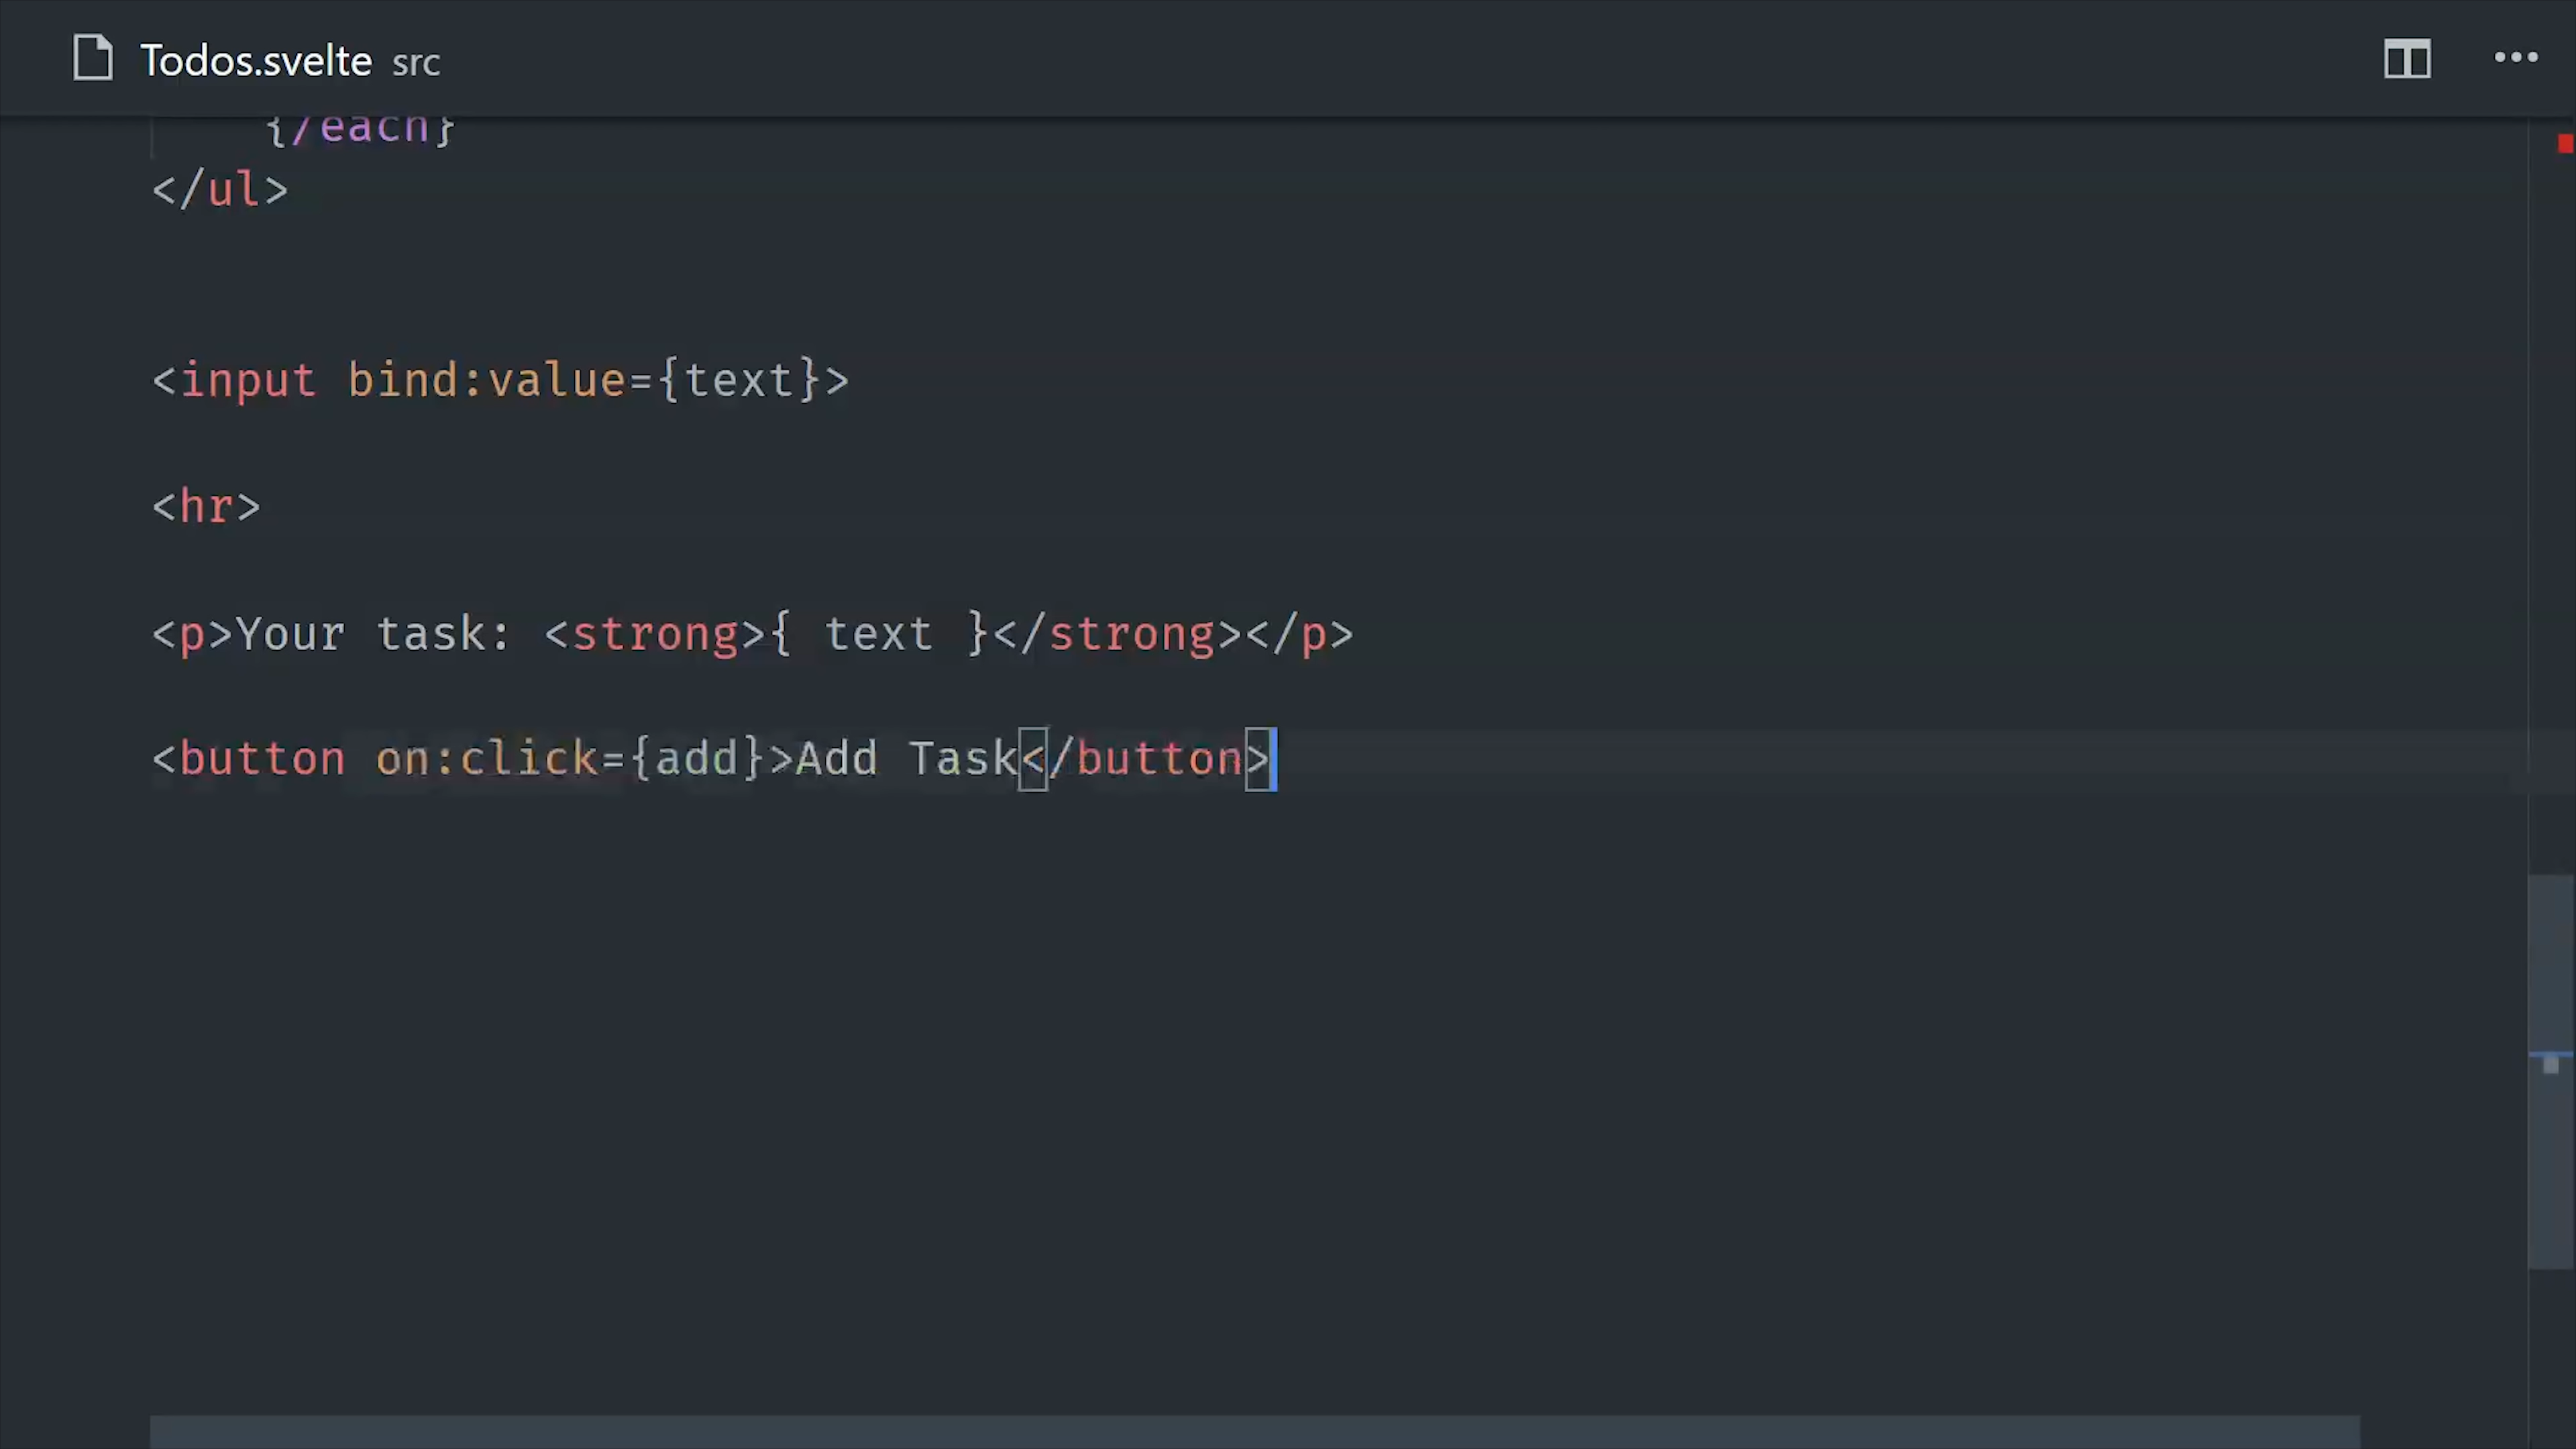 Todos.svelte src
{/each}
</ul>
<input bind:value={text}>
<hr>
<p>Your task: <strong>{ text }</strong></p>
<button on:click={add}>Add Task</button>